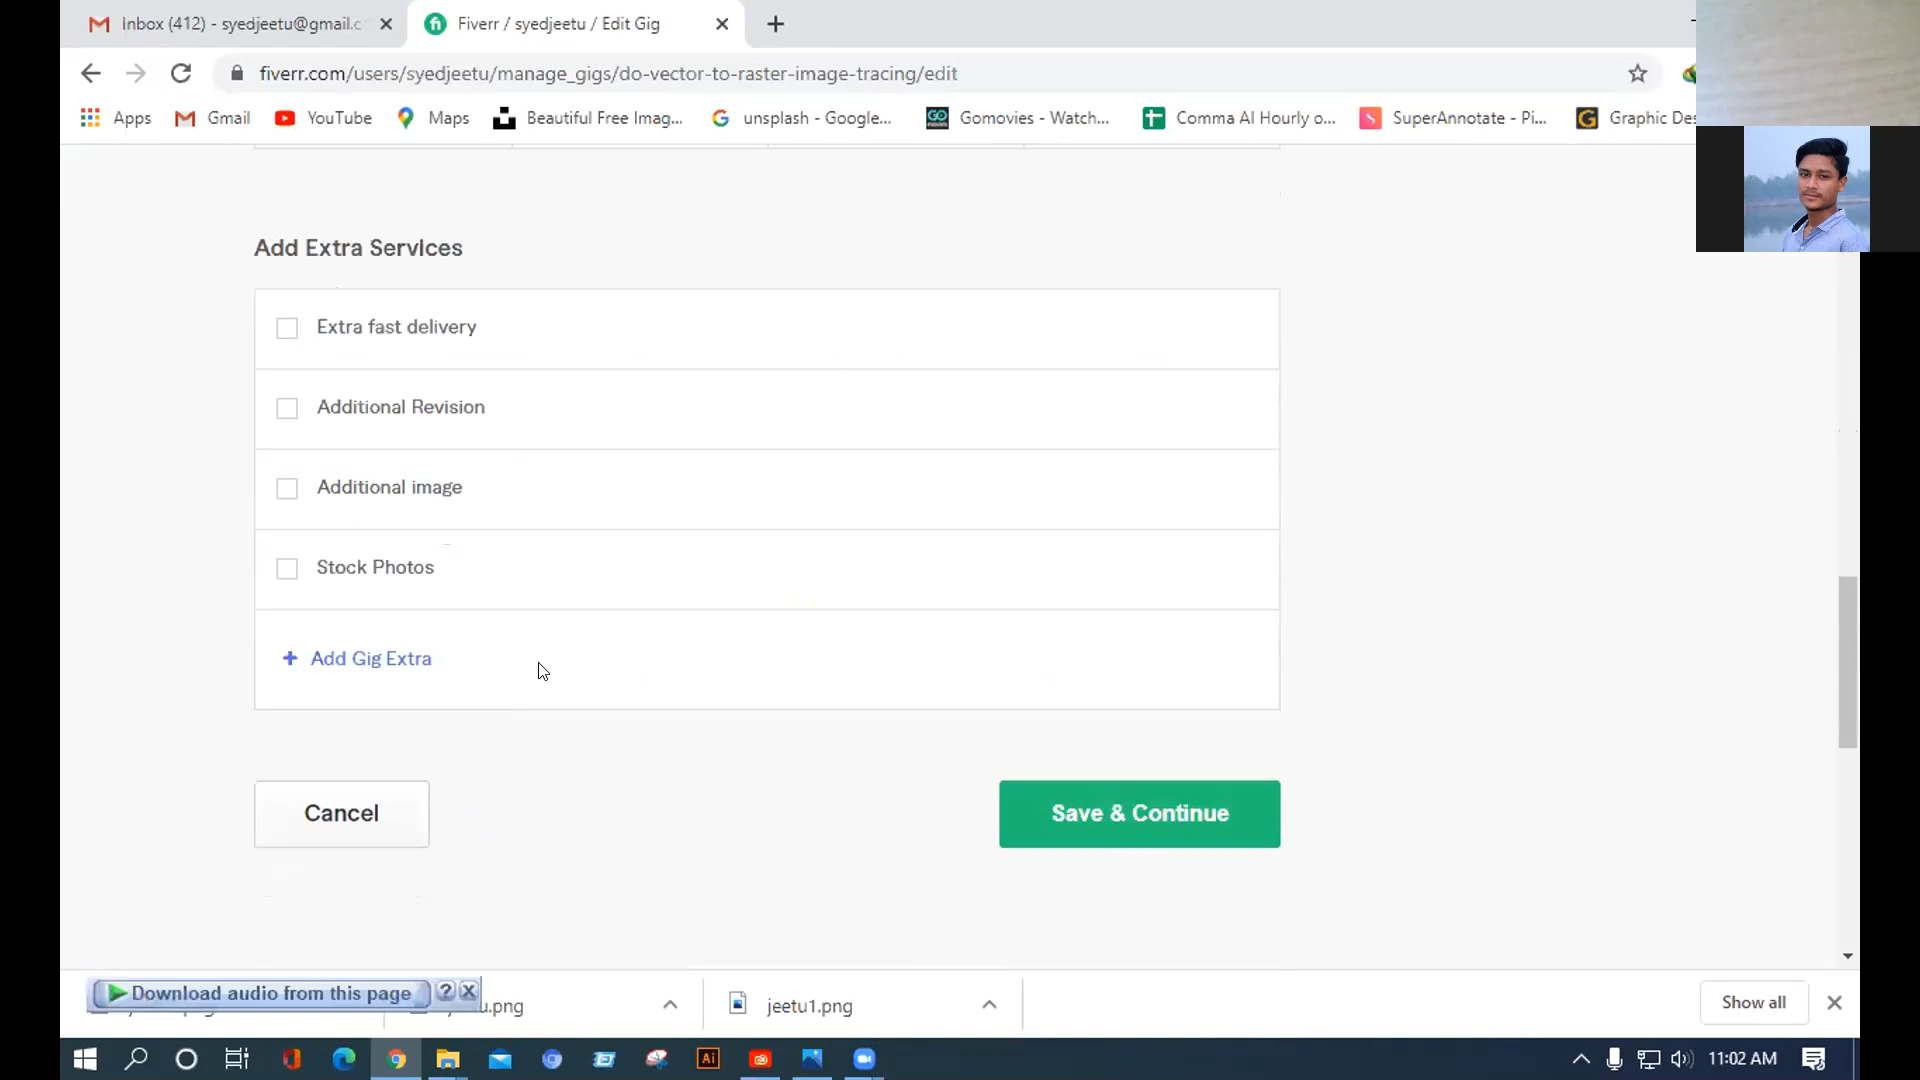 Inbox (412) - syedjeetu@gmail.c
Fiverr / syedjeetu / Edit Gig
fiverr.com/users/syedjeetu/manage_gigs/do-vector-to-raster-image-tracing/edit
Apps
Gmail
YouTube
Maps
Beautiful Free Imag...
unsplash - Google...
GO
Gomovies - Watch...
Comma AI Hourly o...
SuperAnnotate - Pi...
Graphic De
Add Extra Services
Extra fast delivery
Additional Revision
Additional image
Stock Photos
+ Add Gig Extra
Cancel
Save & Continue
Download audio from this page
?
.png
jeetu1.png
Show all
Ai
11:02 AM